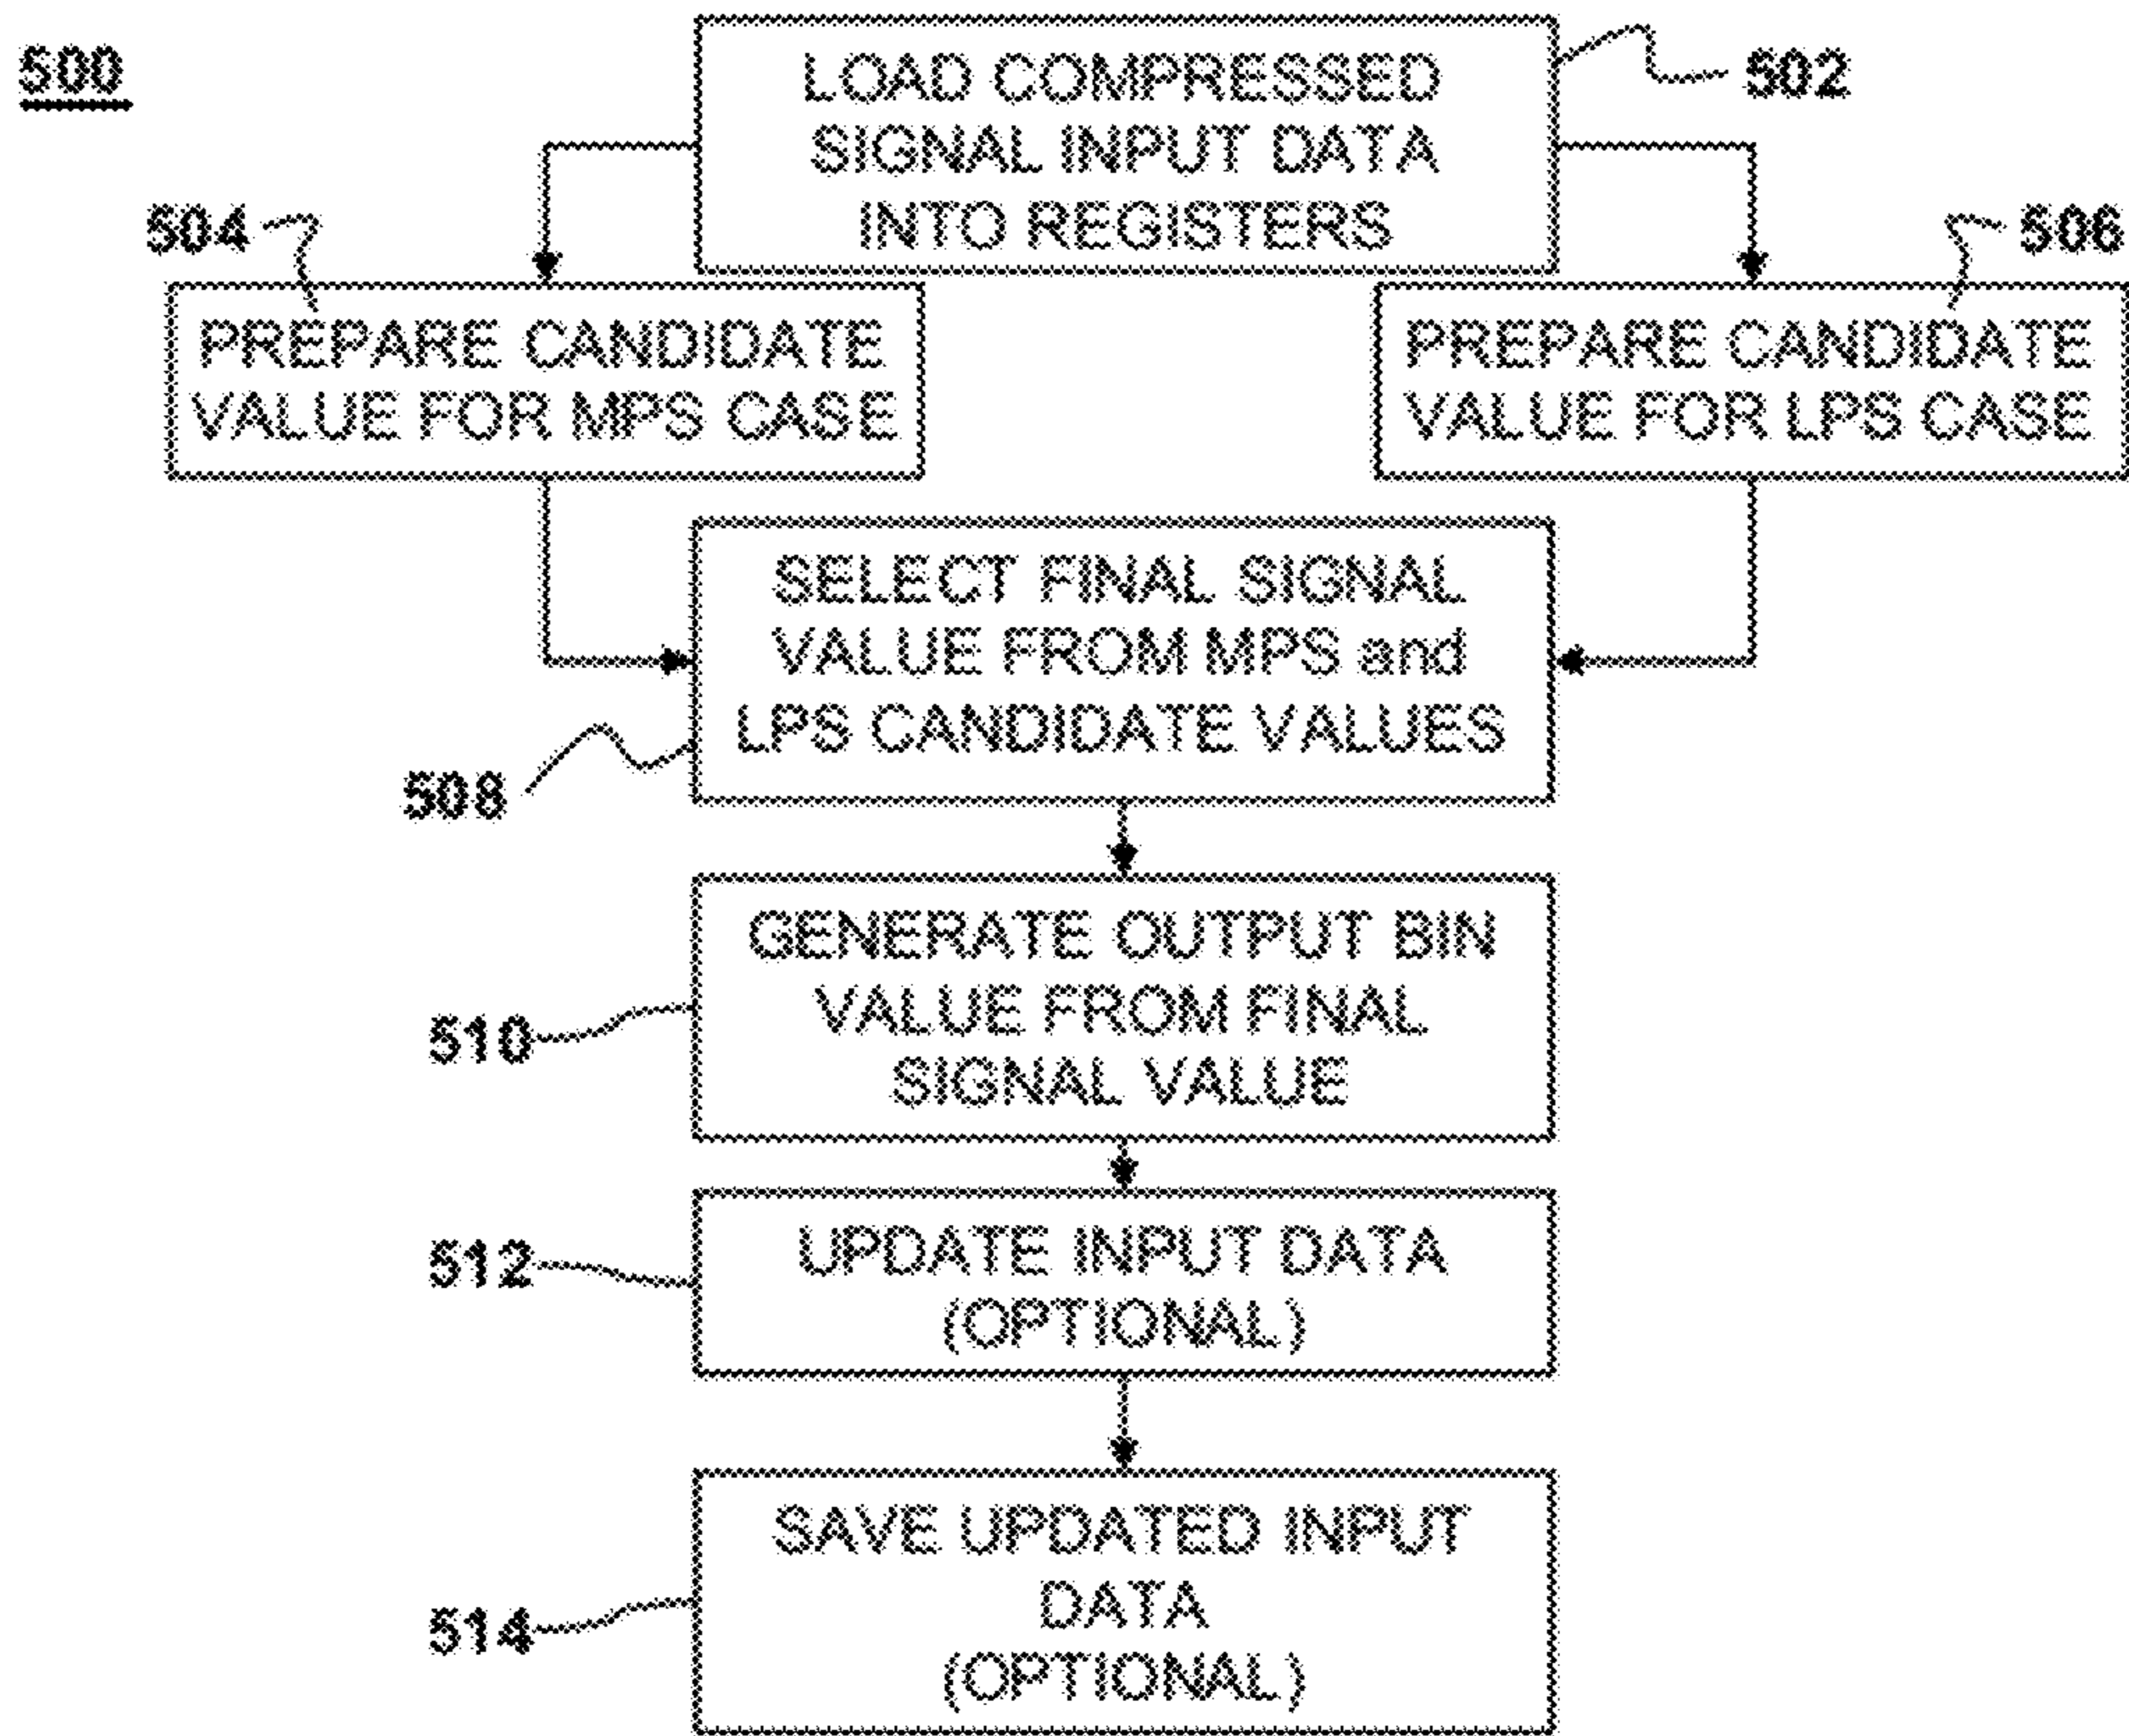 500
LOAD COMPRESSED
SIGNAL INPUT DATA
INTO REGISTERS
502
504
506
PREPARE CANDIDATE
VALUE FOR MPS CASE
PREPARE CANDIDATE
VALUE FOR LPS CASE
SELECT FINAL SIGNAL
VALUE FROM MPS and
LPS CANDIDATE VALUES
508
GENERATE OUTPUT BIN
VALUE FROM FINAL
SIGNAL VALUE
510
UPDATE INPUT DATA
(OPTIONAL)
512
SAVE UPDATED INPUT
DATA
(OPTIONAL)
514